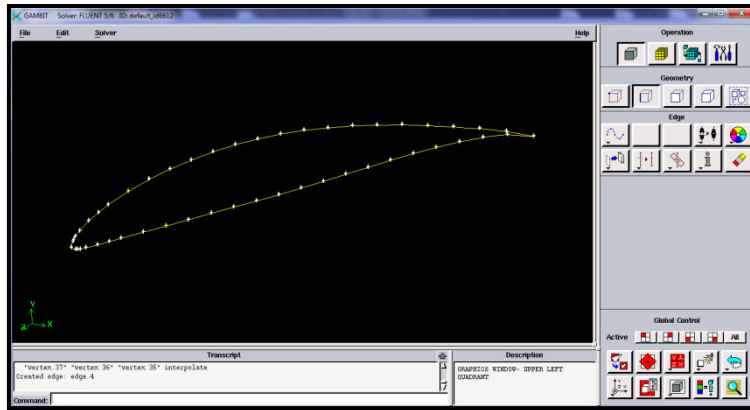 GAMBIT Solver: FLUENT 5/6 ID: default_id6612
File Edit Solver Help
Operation
Geometry
Edge
Y
Z X
Global Control
Active All
Transcript
"vertex.37" "vertex.36" "vertex.35" interpolate
Created edge: edge.4
Command:
Description
GRAPHICS WINDOW- UPPER LEFT
QUADRANT